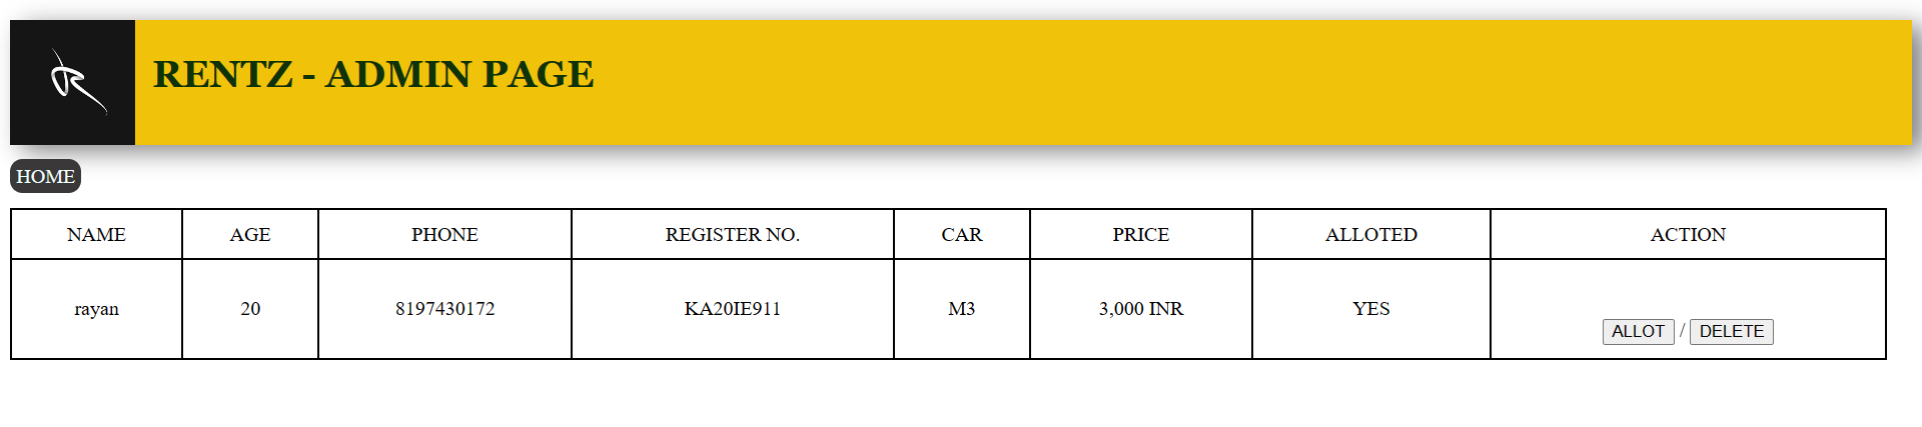 RENTZ - ADMIN PAGE
HOME
NAME AGE PHONE REGISTER NO. CAR PRICE ALLOTED ACTION
rayan 20 8197430172 KA20IE911 M3 3,000 INR YES ALLOT / DELETE